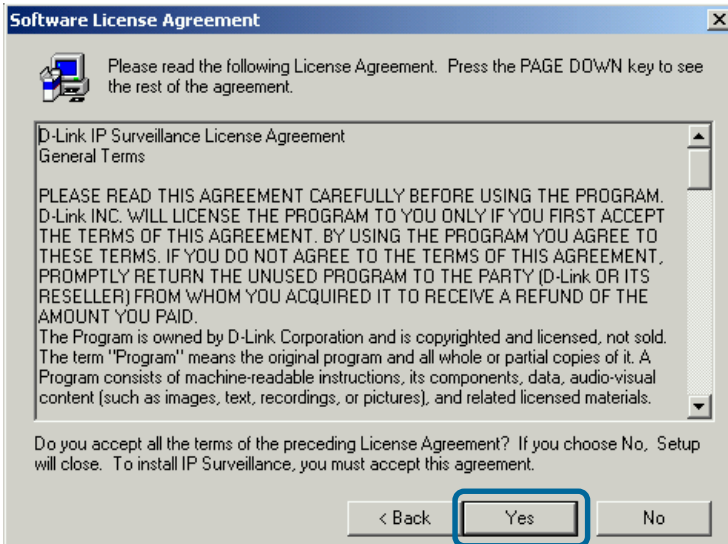 Software License Agreement
Please read the following License Agreement. Press the PAGE DOWN key to see
the rest of the agreement.
D-Link IP Surveillance License Agreement
General Terms
PLEASE READ THIS AGREEMENT CAREFULLY BEFORE USING THE PROGRAM.
D-Link INC. WILL LICENSE THE PROGRAM TO YOU ONLY IF YOU FIRST ACCEPT
THE TERMS OF THIS AGREEMENT. BY USING THE PROGRAM YOU AGREE TO
THESE TERMS. IF YOU DO NOT AGREE TO THE TERMS OF THIS AGREEMENT,
PROMPTLY RETURN THE UNUSED PROGRAM TO THE PARTY (D-Link OR ITS
RESELLER) FROM WHOM YOU ACQUIRED IT TO RECEIVE A REFUND OF THE
AMOUNT YOU PAID.
The Program is owned by D-Link Corporation and is copyrighted and licensed, not sold.
The term "Program" means the original program and all whole or partial copies of it. A
Program consists of machine-readable instructions, its components, data, audio-visual
content (such as images, text, recordings, or pictures), and related licensed materials.
Do you accept all the terms of the preceding License Agreement? If you choose No, Setup
will close. To install IP Surveillance, you must accept this agreement.
< Back Yes No